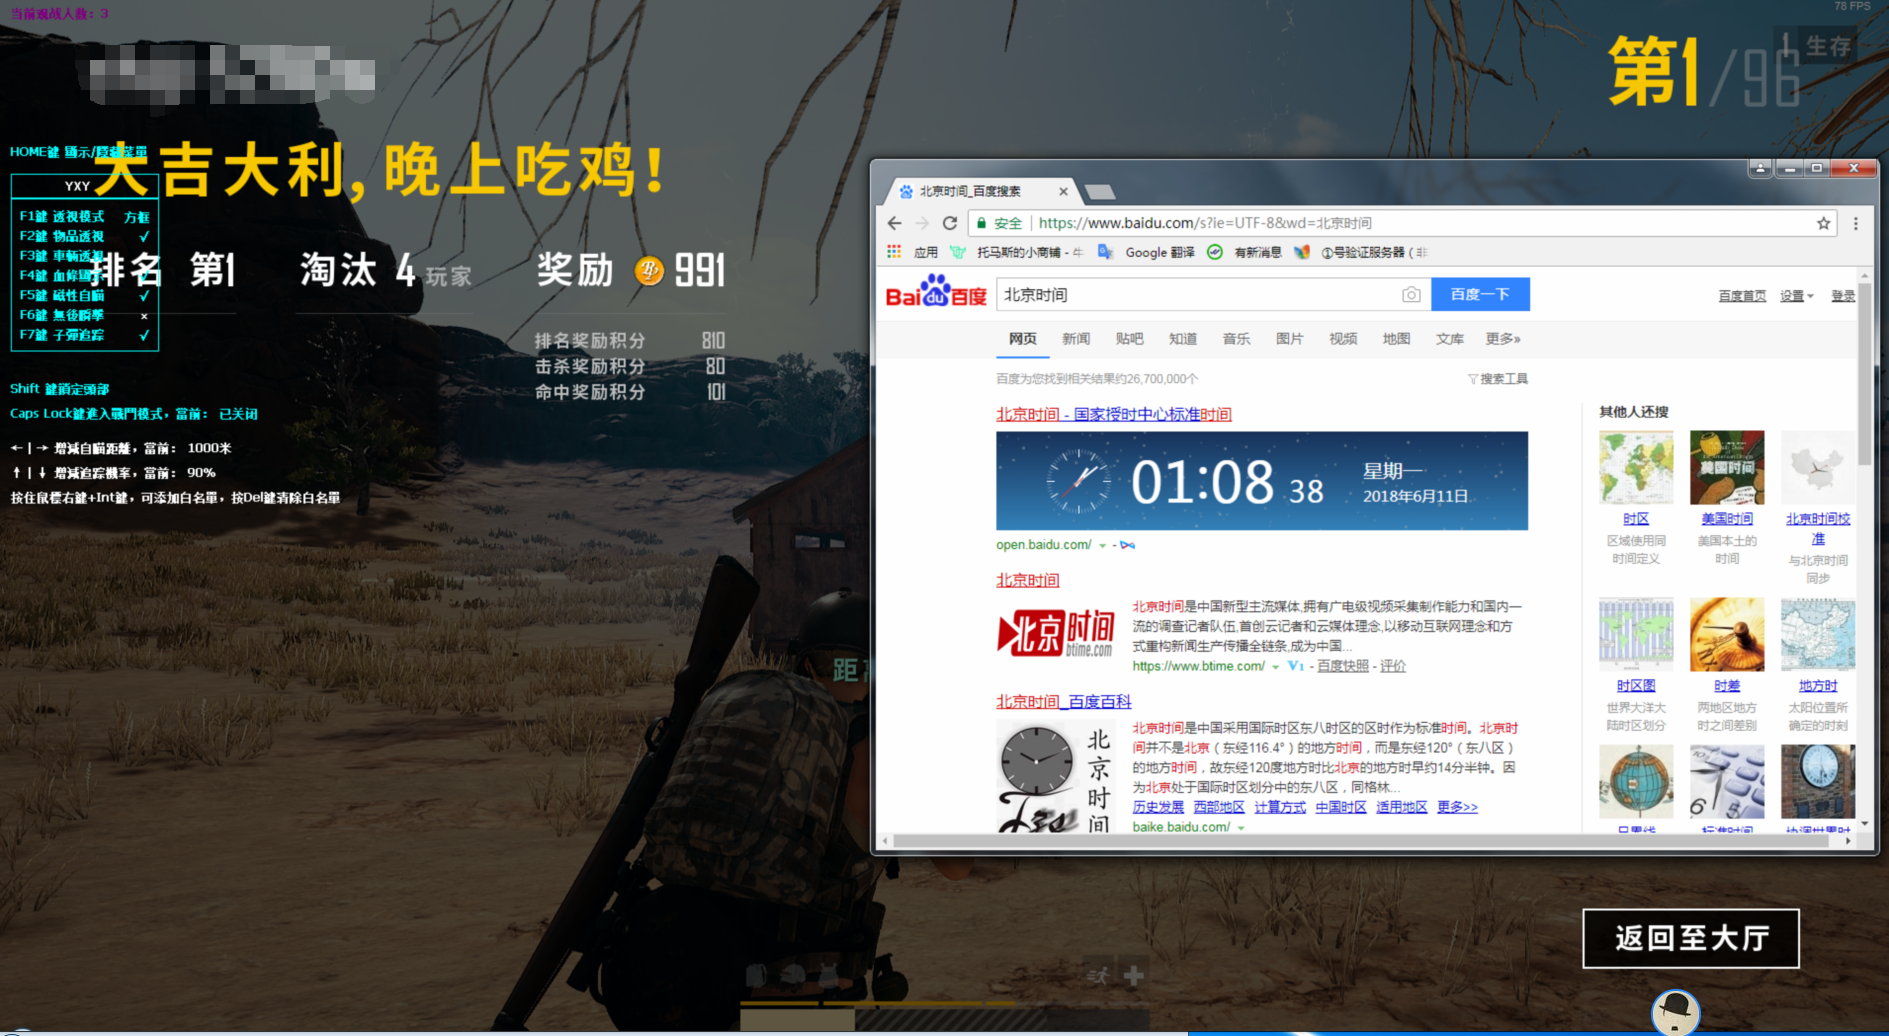 当前观战人数：3
78 FPS
第1/96
1 生存
大吉大利,晚上吃鸡!
HOME鍵 顯示/隱藏菜單
YXY
F1鍵 透視模式 方框
F2鍵 物品透視 √
F3鍵 車輛透視
F4鍵 血條顯示
F5鍵 磁性自瞄 √
F6鍵 無後
F7鍵 子彈追踪 √
排名 第1 淘汰 4 玩家 奖励 991
排名奖励积分 810
击杀奖励积分 80
命中奖励积分 101
Shift 鍵鎖定頭部
Caps Lock鍵進入戰鬥模式，當前： 已关闭
←|→ 增減自瞄距離，當前： 1000米
↑|↓ 增減追踪機率，當前： 90%
按住鼠標右鍵+Int鍵，可添加白名單，按Del鍵清除白名單
北京时间_百度搜索
安全 https://www.baidu.com/s?ie=UTF-8&wd=北京时间
应用 托马斯的小商铺 - 牛 Google 翻译 有新消息 ①号验证服务器 ( 非
Bai du 百度 北京时间 百度一下 百度首页 设置 登录
网页 新闻 贴吧 知道 音乐 图片 视频 地图 文库 更多»
百度为您找到相关结果约26,700,000个 搜索工具
北京时间 - 国家授时中心标准时间
01:08 38
星期一
2018年6月11日
open.baidu.com/ -
北京时间
北京时间
btime.com
北京时间是中国新型主流媒体,拥有广电级视频采集制作能力和国内一
流的调查记者队伍,首创云记者和云媒体理念,以移动互联网理念和方
式重构新闻生产传播全链条,成为中国...
https://www.btime.com/ V1 - 百度快照 - 评价
北京时间_百度百科
北京时间
北京时间是中国采用国际时区东八时区的区时作为标准时间。北京时
间并不是北京（东经116.4°）的地方时间，而是东经120°（东八区）
的地方时间，故东经120度地方时比北京的地方时早约14分半钟。因
为北京处于国际时区划分中的东八区，同格林...
历史发展 西部地区 计算方式 中国时区 适用地区 更多>>
baike.baidu.com/
其他人还搜
美国时间
时区 美国时间 北京时间校
准
区域使用同
时间定义
美国本土的
时间
与北京时间
同步
时区图 时差 地方时
世界大洋大
陆时区划分
两地区地方
时之间差别
太阳位置所
确定的时刻
日界线 标准时间 协调世界时
距
返回至大厅